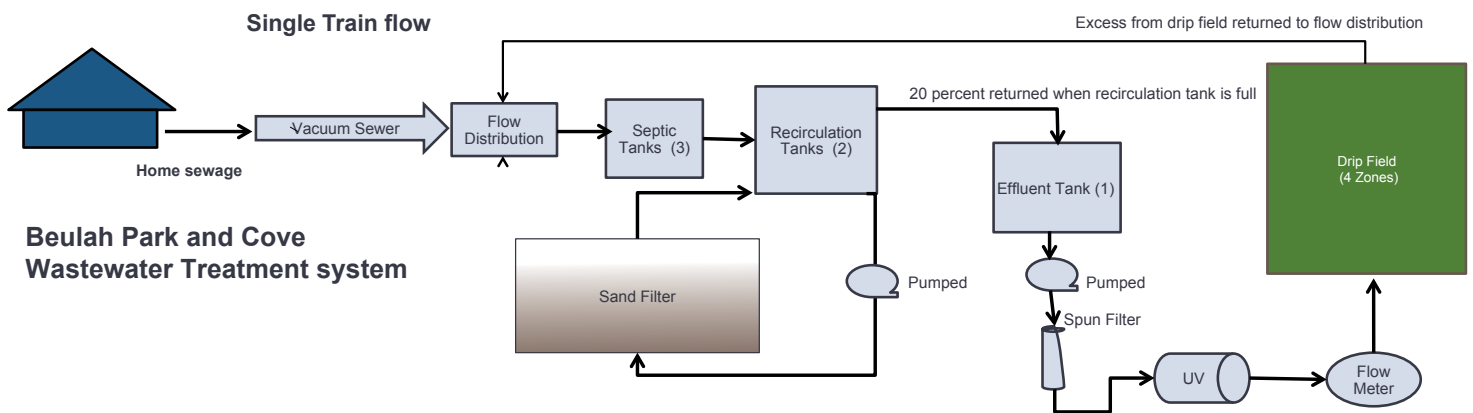 Single Train flow
Excess from drip field returned to flow distribution
20 percent returned when recirculation tank is full
Vacuum Sewer
Flow
Distribution
Septic
Tanks (3)
Recirculation
Tanks (2)
Home sewage
Effluent Tank (1)
Drip Field
(4 Zones)
Beulah Park and Cove
Wastewater Treatment system
Sand Filter
Pumped
Pumped
Spun Filter
UV
Flow
Meter